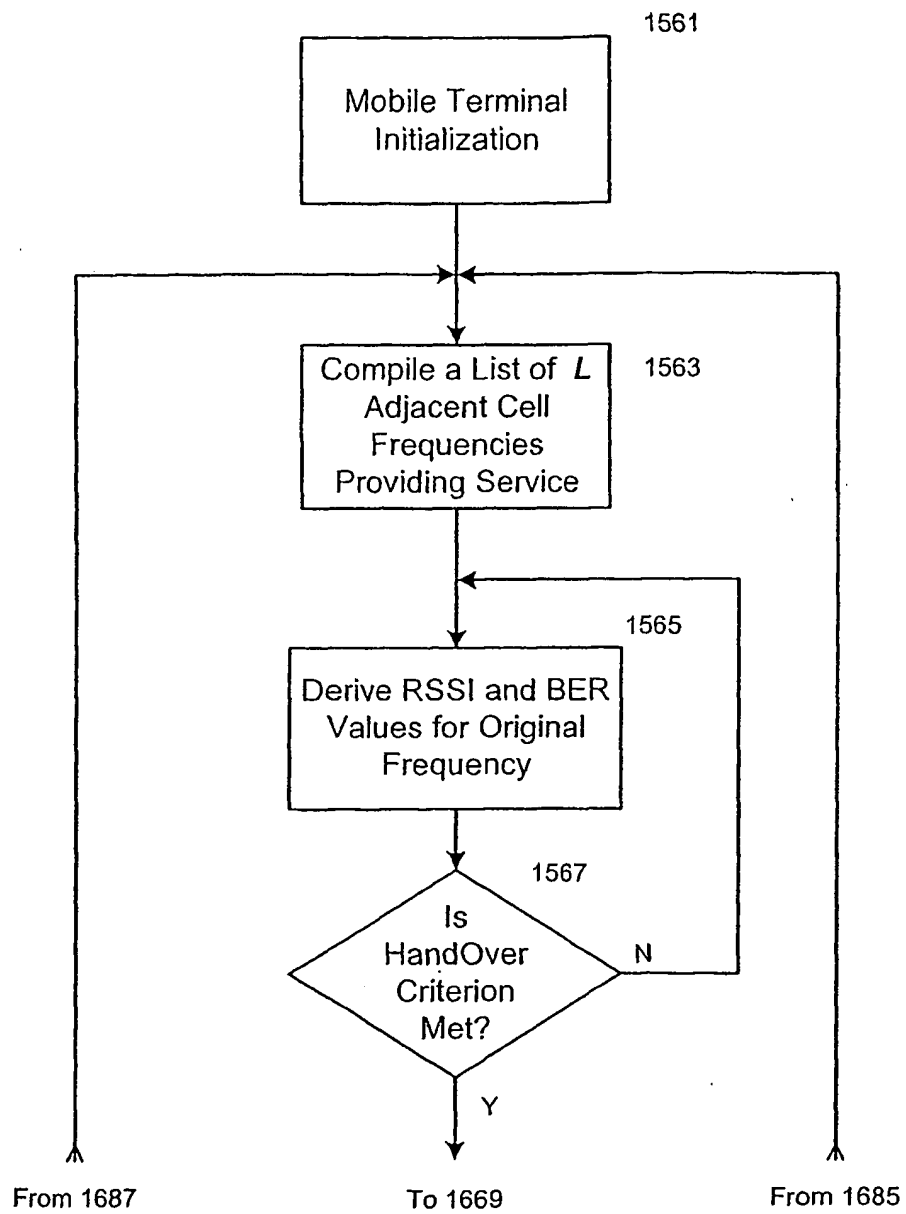 1561
Mobile Terminal
Initialization
Compile a List of L
Adjacent Cell
Frequencies
Providing Service
1563
1565
Derive RSSI and BER
Values for Original
Frequency
1567
Is
HandOver
Criterion
Met?
N
Y
From 1687
To 1669
From 1685